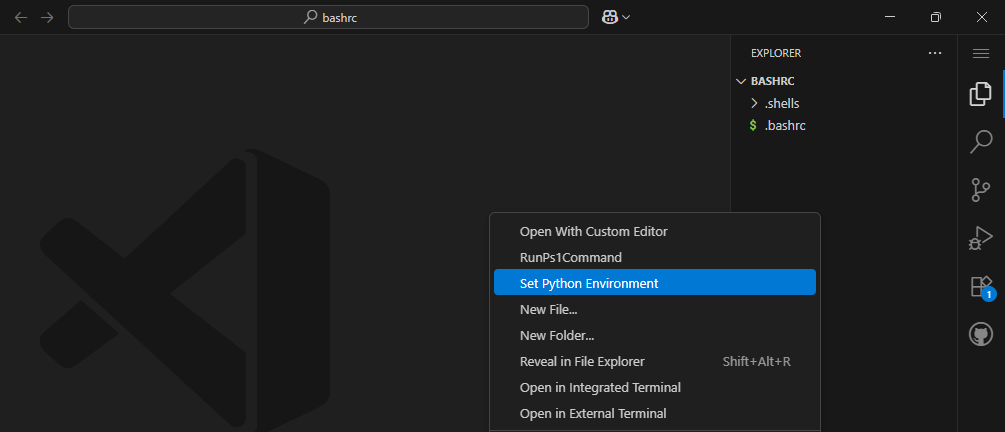 bashrc
EXPLORER
BASHRC
.shells
$ .bashrc
Open With Custom Editor
RunPs1Command
Set Python Environment
New File...
New Folder...
Reveal in File Explorer Shift+Alt+R
Open in Integrated Terminal
Open in External Terminal
1